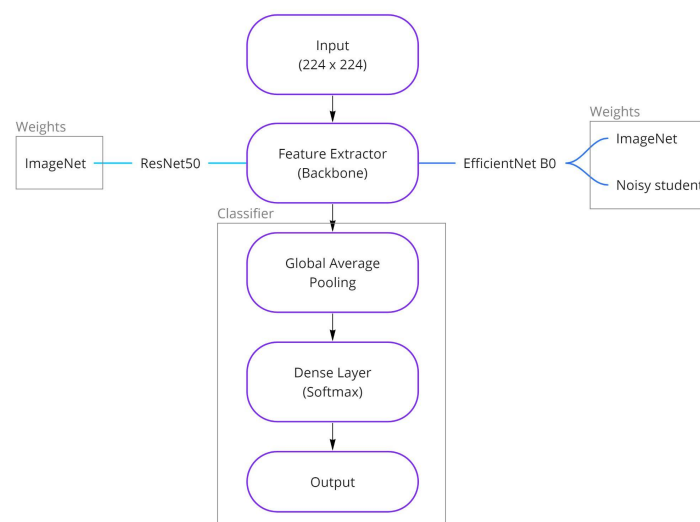 Input
(224 x 224)
Weights
ImageNet
ResNet50
Feature Extractor
(Backbone)
EfficientNet B0
Weights
ImageNet
Noisy student
Classifier
Global Average
Pooling
Dense Layer
(Softmax)
Output